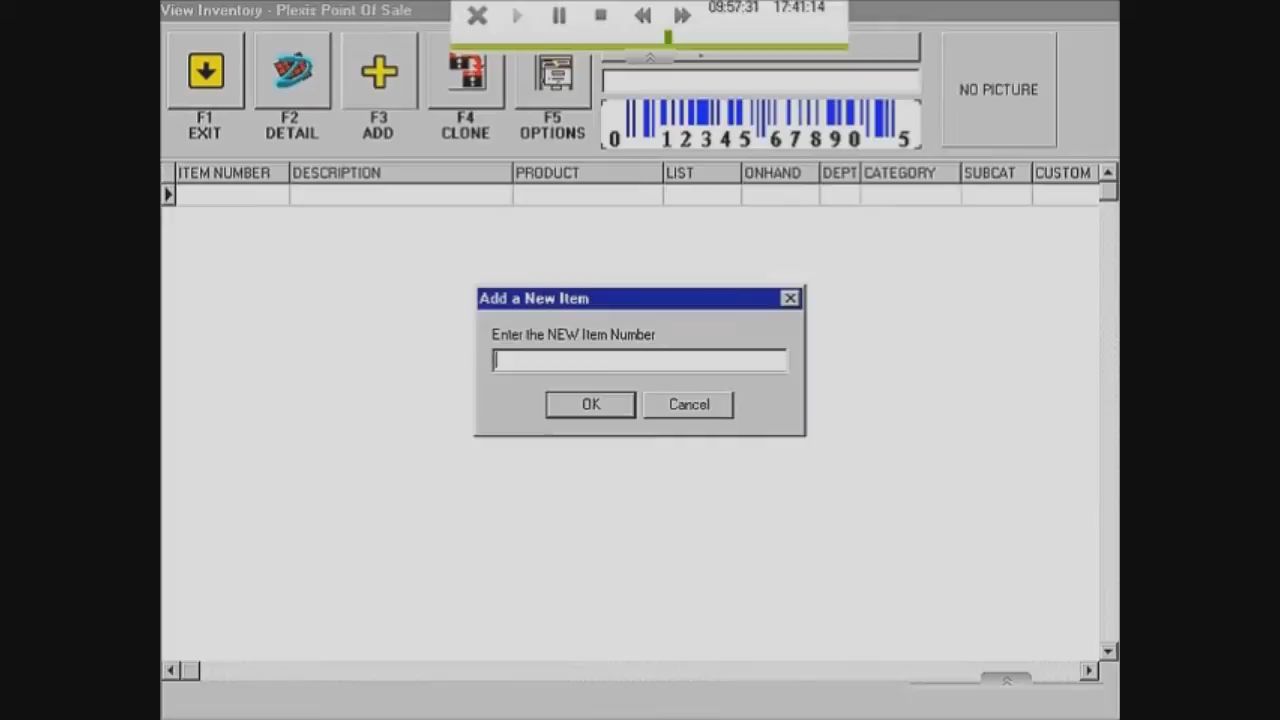 View Inventory - Plexis Point Of Sale
09:57:31 17:41:14
F1 F2 F3 F4 F5
EXIT DETAIL ADD CLONE OPTIONS
0 12345 67890 5
NO PICTURE
ITEM NUMBER DESCRIPTION PRODUCT LIST ONHAND DEPT CATEGORY SUBCAT CUSTOM
Add a New Item
Enter the NEW Item Number
OK Cancel